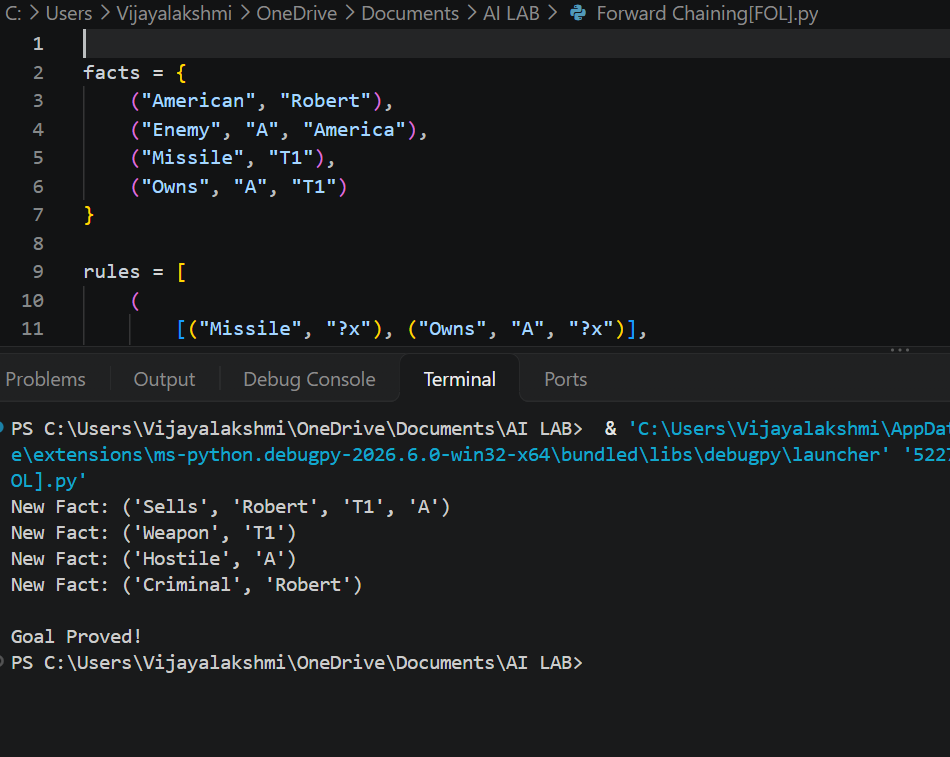 C: > Users > Vijayalakshmi > OneDrive > Documents > AI LAB > Forward Chaining[FOL].py
1
2 facts = {
3 ("American", "Robert"),
4 ("Enemy", "A", "America"),
5 ("Missile", "T1"),
6 ("Owns", "A", "T1")
7 }
8
9 rules = [
10 (
11 [("Missile", "?x"), ("Owns", "A", "?x")],
Problems Output Debug Console Terminal Ports
PS C:\Users\Vijayalakshmi\OneDrive\Documents\AI LAB> & 'C:\Users\Vijayalakshmi\AppDat
e\extensions\ms-python.debugpy-2026.6.0-win32-x64\bundled\libs\debugpy\launcher' '5227
OL].py'
New Fact: ('Sells', 'Robert', 'T1', 'A')
New Fact: ('Weapon', 'T1')
New Fact: ('Hostile', 'A')
New Fact: ('Criminal', 'Robert')
Goal Proved!
PS C:\Users\Vijayalakshmi\OneDrive\Documents\AI LAB>